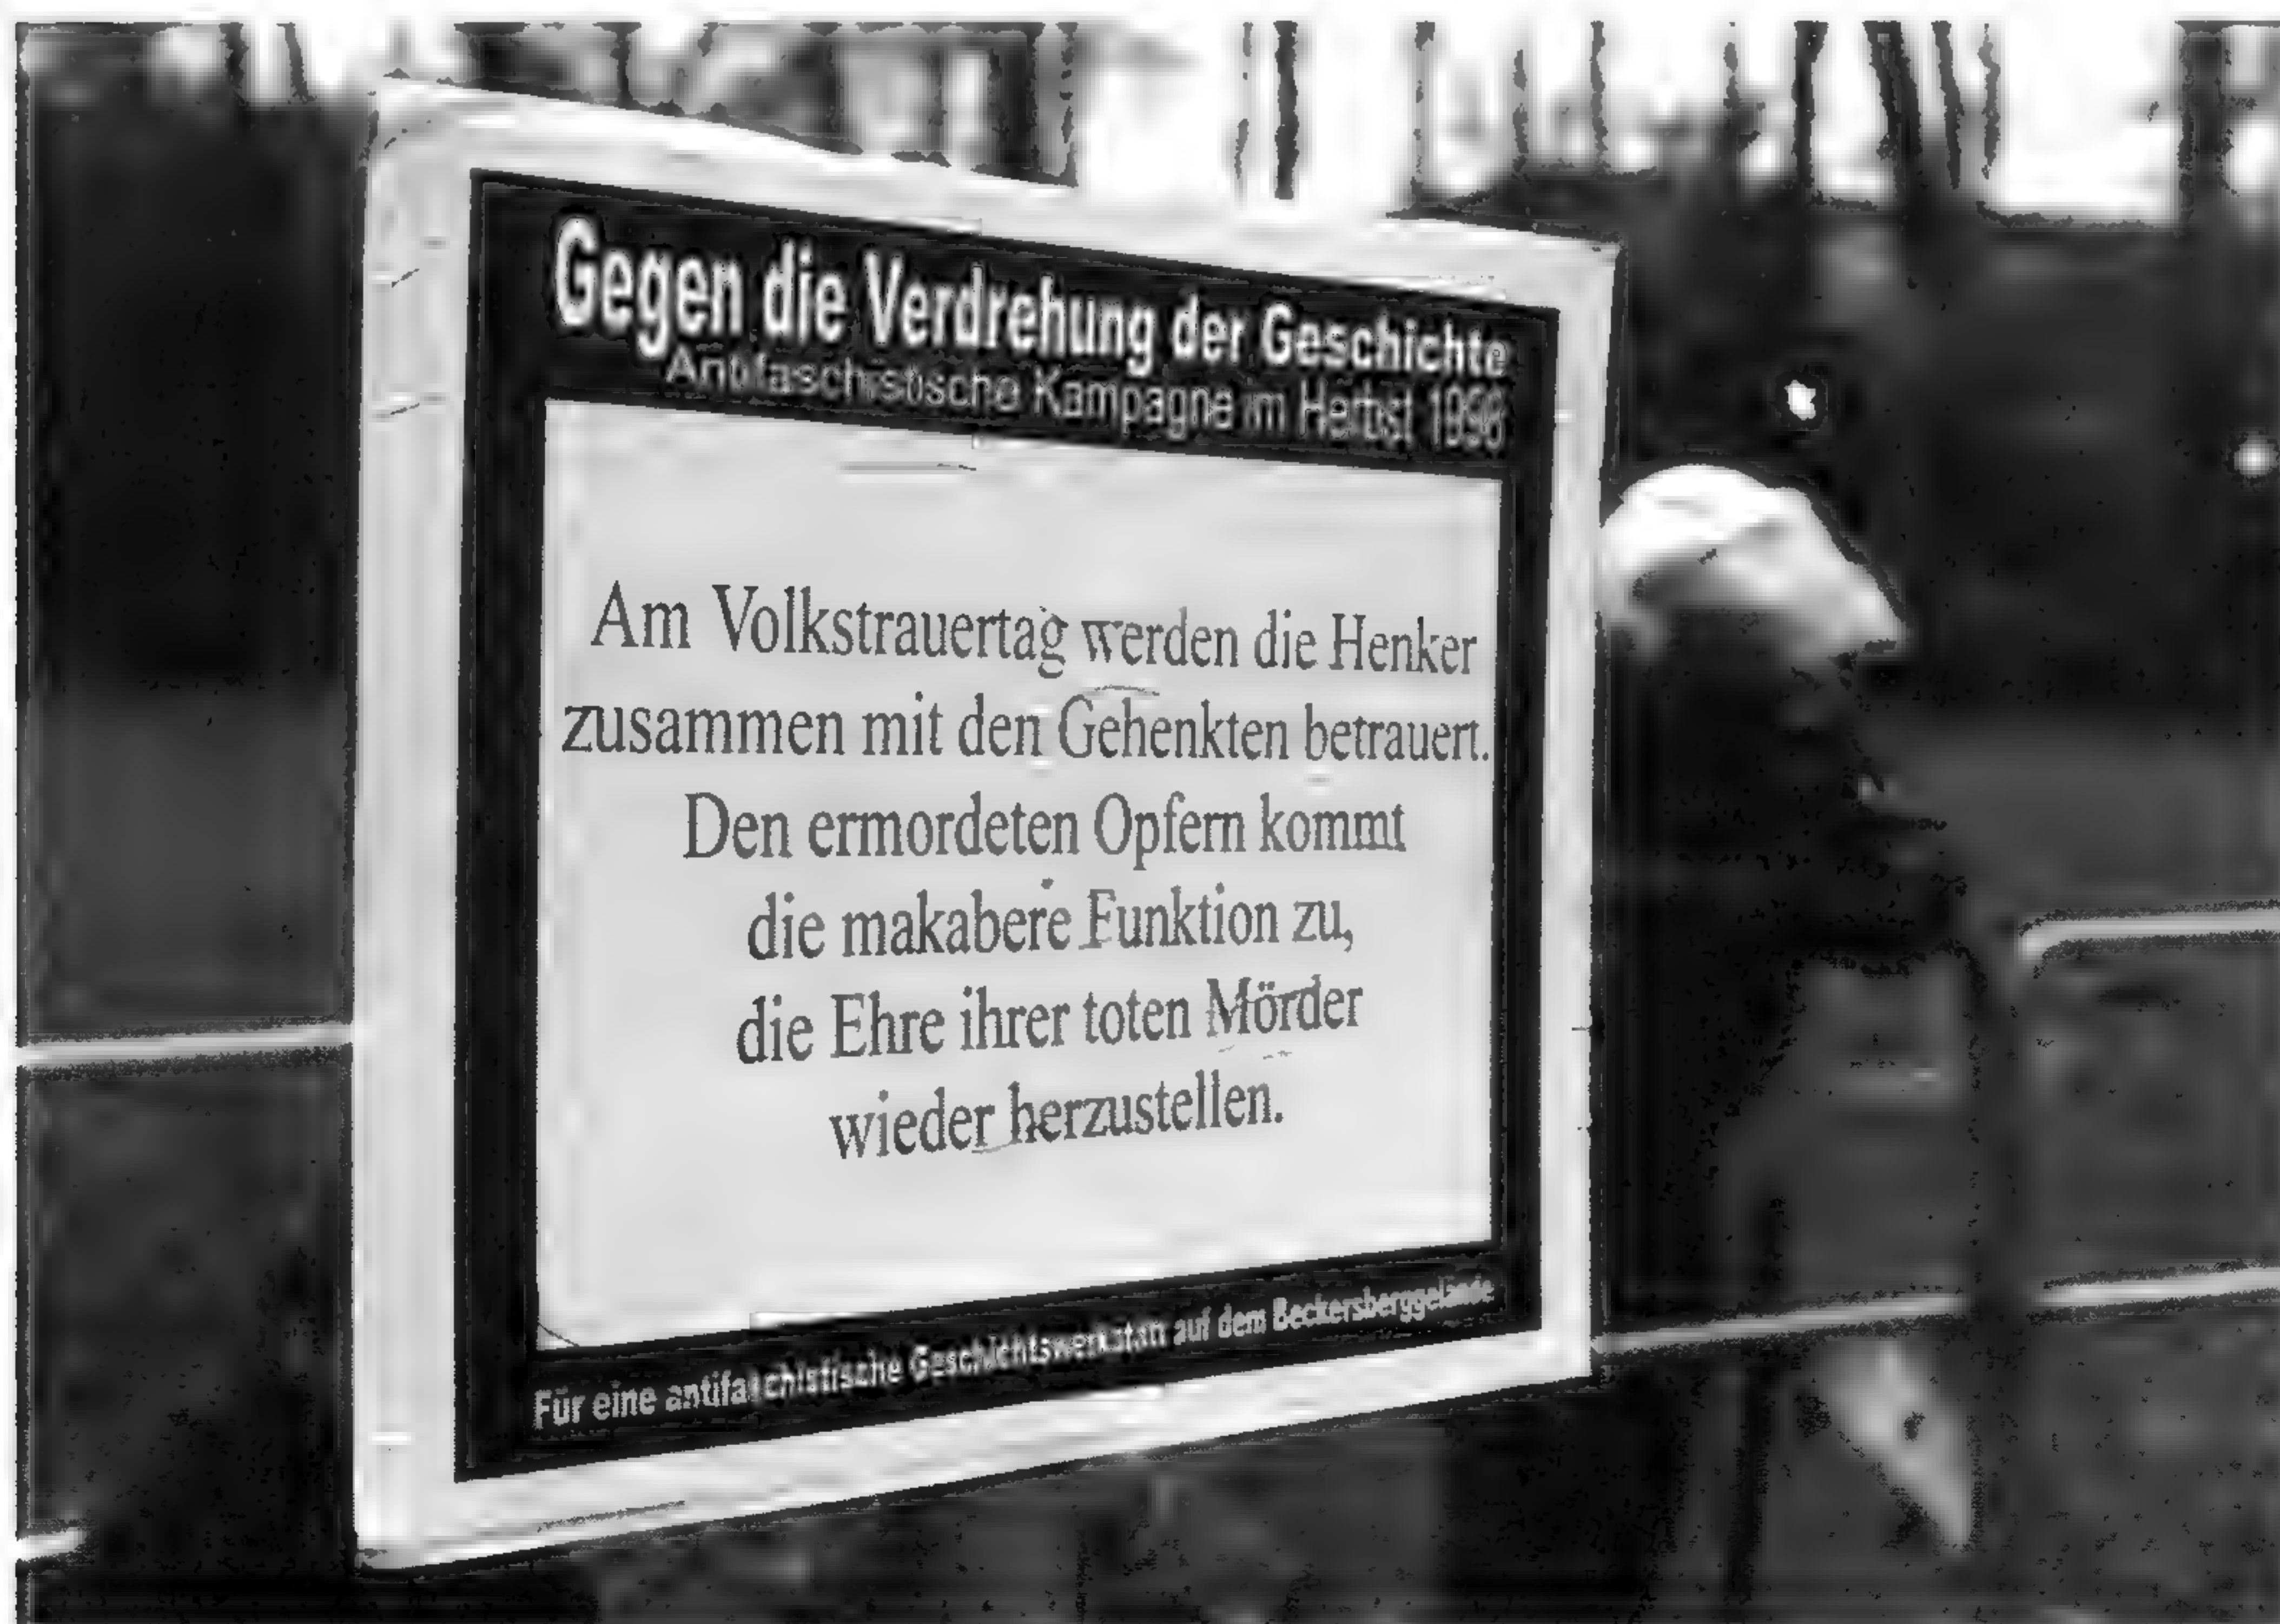 Gegen die Verdrehung der Geschichte
Antifaschistische Kampagne im Herbst
Am Volkstrauertag werden die Henker
zusammen mit den Gehenkten betrauert.
Den ermordeten Opfern kommt
die makabere Funktion zu,
die Ehre ihrer toten Mörder
wieder herzustellen.
Für eine antifaschistische Geschichtswerkstatt auf dem Beckersberggelände